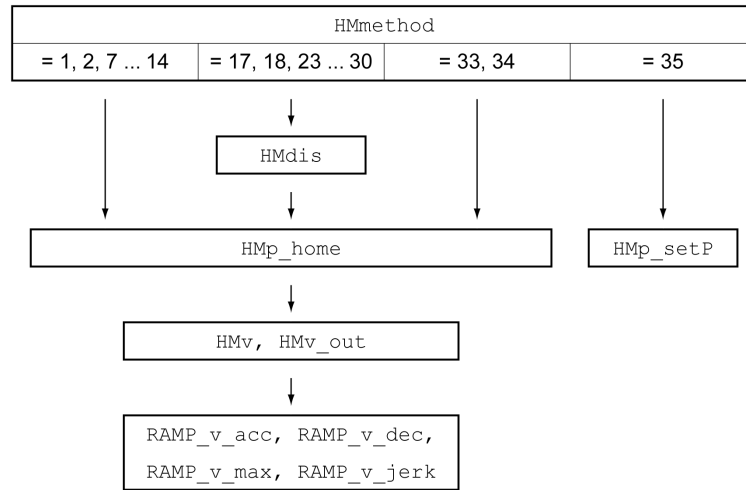 HMmethod
= 1, 2, 7 ... 14
= 17, 18, 23 ... 30
= 33, 34
= 35
HMdis
HMp_home
HMp_setP
HMv, HMv_out
RAMP_v_acc, RAMP_v_dec,
RAMP_v_max, RAMP_v_jerk